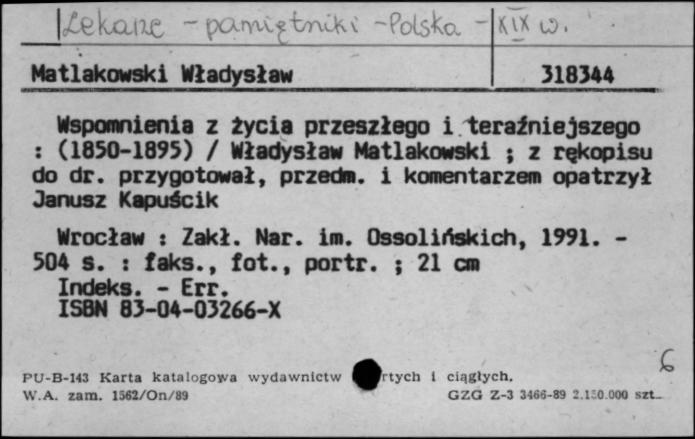 Lekarze - pamiętniki - Polska - XIX w.
Matlakowski Władysław 318344
Wspomnienia z życia przeszłego i teraźniejszego
: (1850-1895) / Władysław Matlakowski ; z rękopisu
do dr. przygotował, przedm. i komentarzem opatrzył
Janusz Kapuścik
Wrocław : Zakł. Nar. im. Ossolińskich, 1991. -
504 s. : faks., fot., portr. ; 21 cm
Indeks. - Err.
ISBN 83-04-03266-X
6
PU-B-143 Karta katalogowa wydawnictw rtych i ciągłych.
W.A. zam. 1562/On/89 GZG Z-3 3466-89 2.150.000 szt.